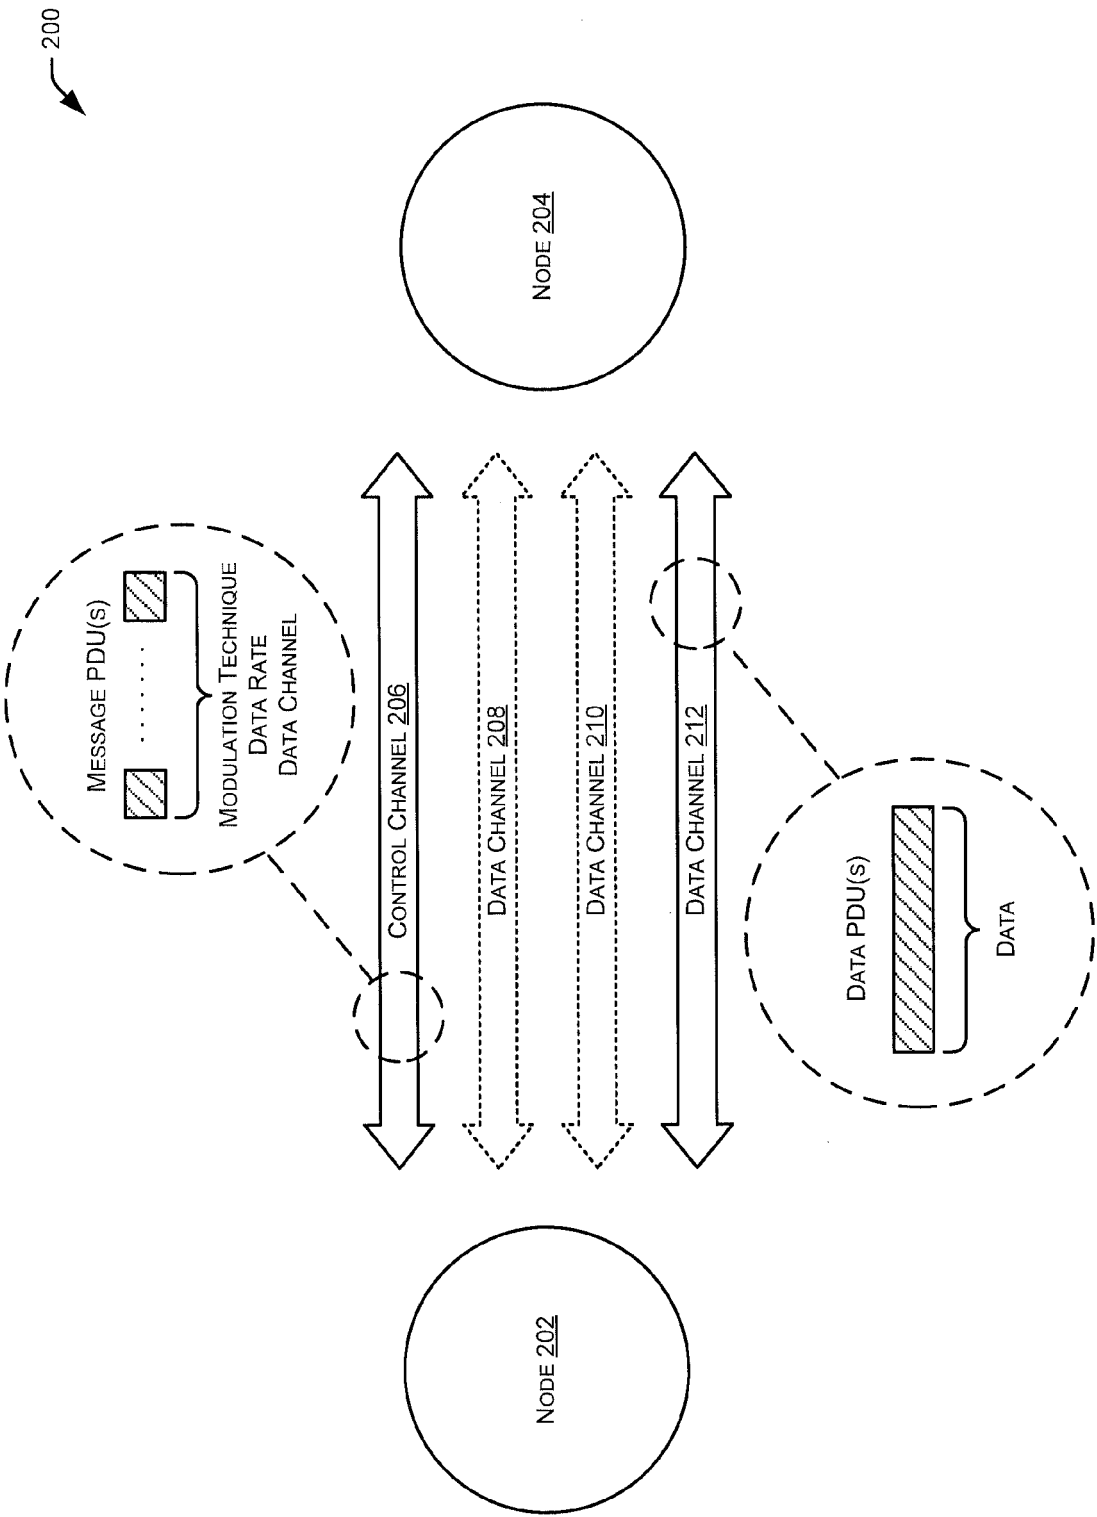 200
MESSAGE PDU(S)
MODULATION TECHNIQUE
DATA RATE
DATA CHANNEL
CONTROL CHANNEL 206
DATA CHANNEL 208
DATA CHANNEL 210
DATA CHANNEL 212
NODE 202
NODE 204
DATA PDU(S)
DATA